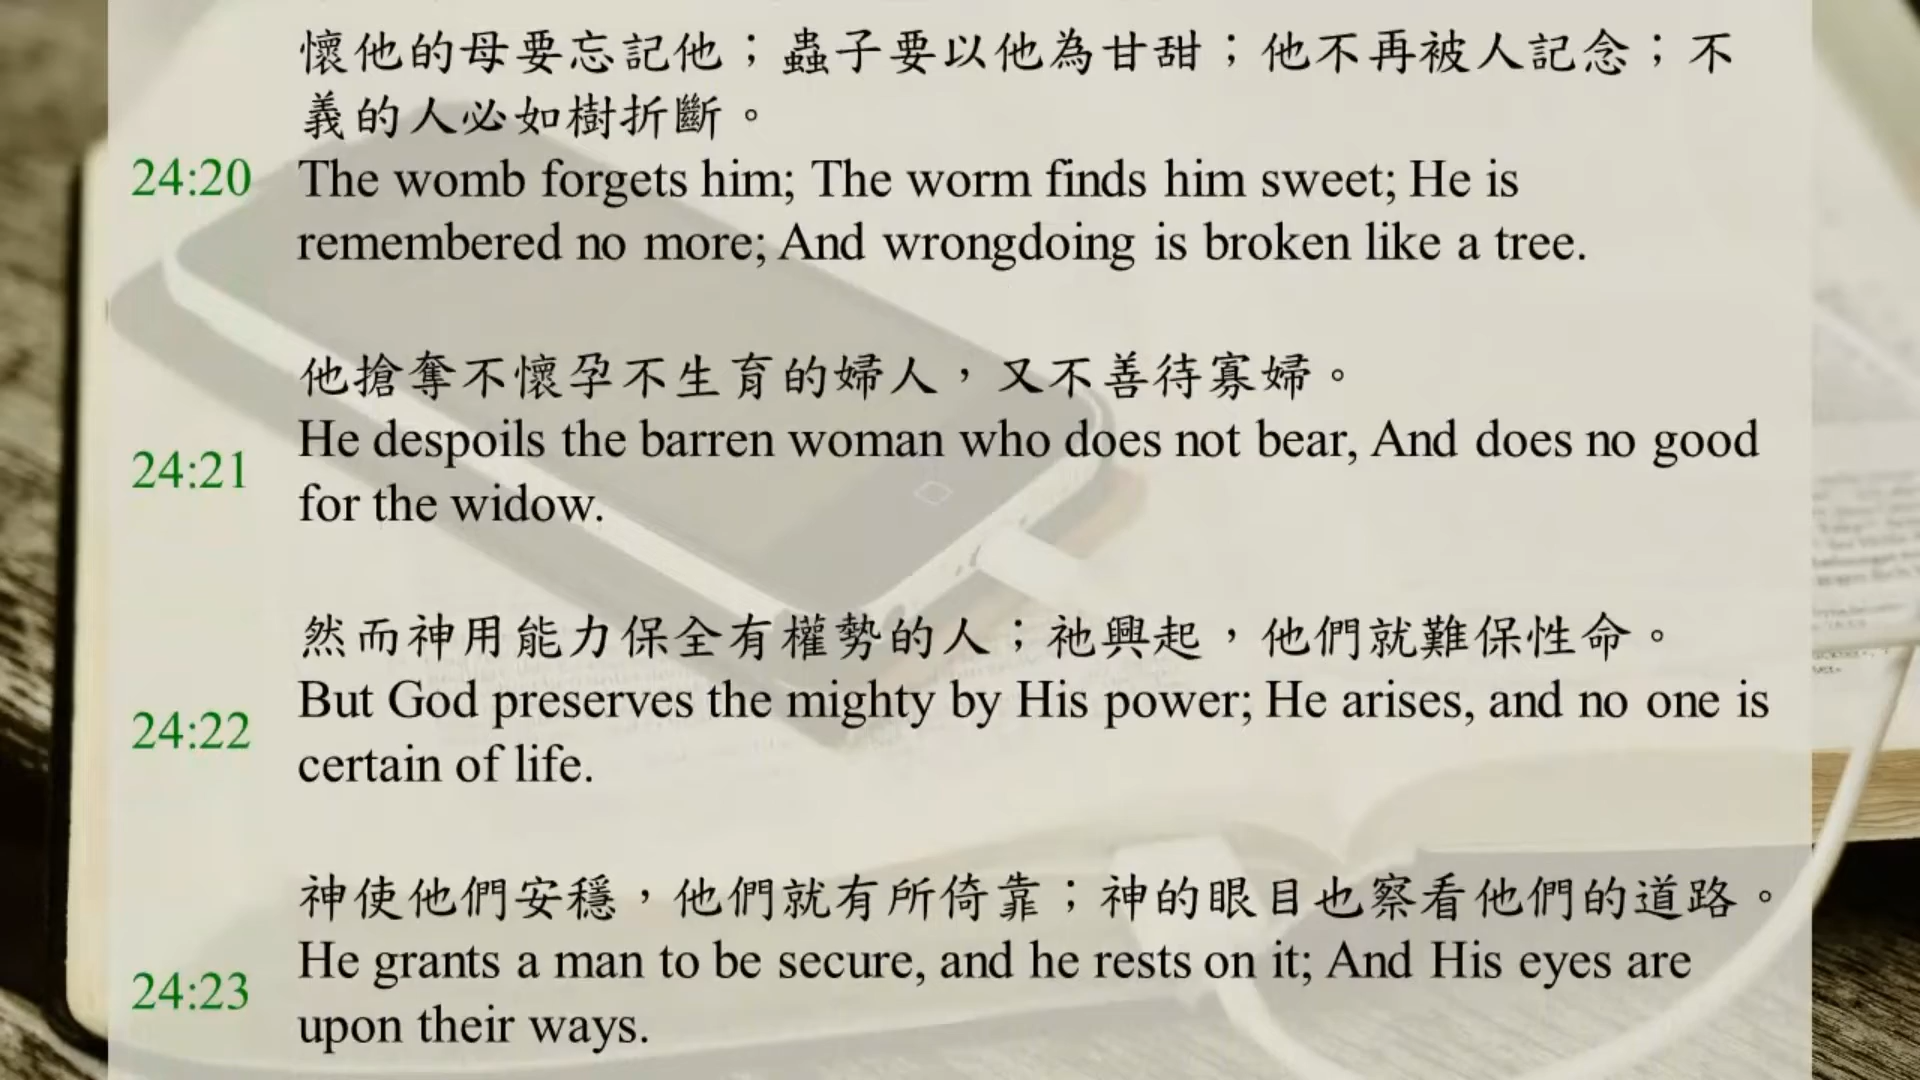 懷他的母要忘記他；蟲子要以他為甘甜；他不再被人記念；不
義的人必如樹折斷。
24:20 The womb forgets him; The worm finds him sweet; He is
remembered no more; And wrongdoing is broken like a tree.
他搶奪不懷孕不生育的婦人，又不善待寡婦。
24:21 He despoils the barren woman who does not bear, And does no good
for the widow.
然而神用能力保全有權勢的人；祂興起，他們就難保性命。
24:22 But God preserves the mighty by His power; He arises, and no one is
certain of life.
神使他們安穩，他們就有所倚靠；神的眼目也察看他們的道路。
24:23 He grants a man to be secure, and he rests on it; And His eyes are
upon their ways.